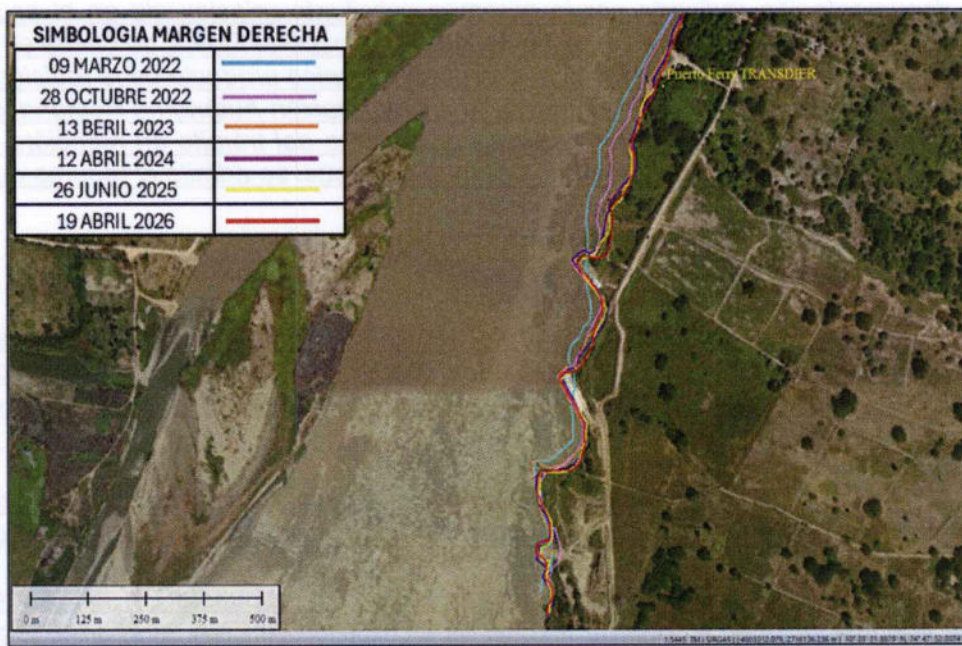 SIMBOLOGIA MARGEN DERECHA
09 MARZO 2022
28 OCTUBRE 2022
13 BERIL 2023
12 ABRIL 2024
26 JUNIO 2025
19 ABRIL 2026
Puerto Ferry TRANSDIER
0 m 125 m 250 m 375 m 500 m